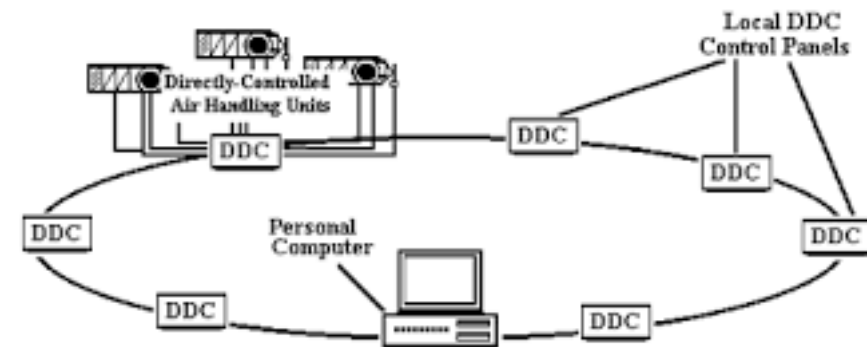 Local DDC
Control Panels
Directly-Controlled
Air Handling Units
DDC
DDC
DDC
DDC
DDC
Personal
Computer
DDC
DDC